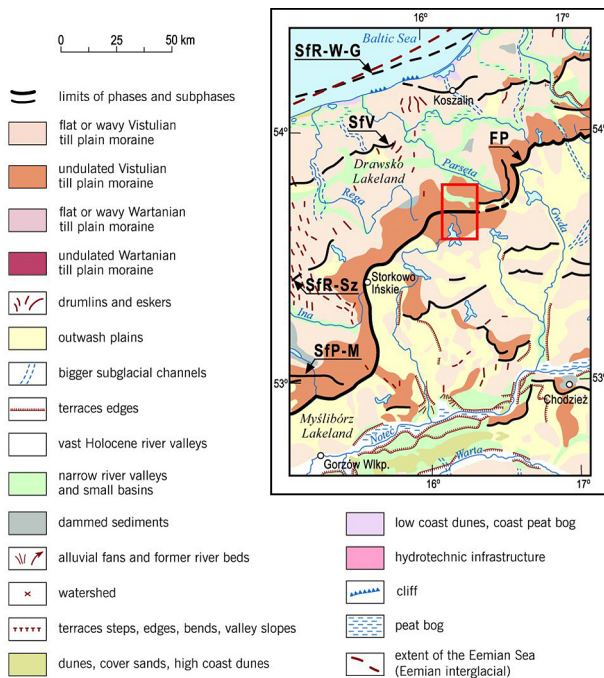 0 25 50 km
limits of phases and subphases
flat or wavy Vistulian
till plain moraine
undulated Vistulian
till plain moraine
flat or wavy Wartanian
till plain moraine
undulated Wartanian
till plain moraine
drumlins and eskers
outwash plains
bigger subglacial channels
terraces edges
vast Holocene river valleys
narrow river valleys
and small basins
dammed sediments
alluvial fans and former river beds
watershed
terraces steps, edges, bends, valley slopes
dunes, cover sands, high coast dunes
16° 17°
Baltic Sea
SfR-W-G
Koszalin
54° 54°
SfV
FP
Drawsko
Lakeland
Parsęta
Rega
Gwda
Storkowo
Ińskie
SfR-Sz
Ina
SfP-M
53° 53°
Chodzież
Myślibórz
Lakeland
Noteć
Warta
Gorzów Wlkp.
16° 17°
low coast dunes, coast peat bog
hydrotechnic infrastructure
cliff
peat bog
extent of the Eemian Sea
(Eemian interglacial)